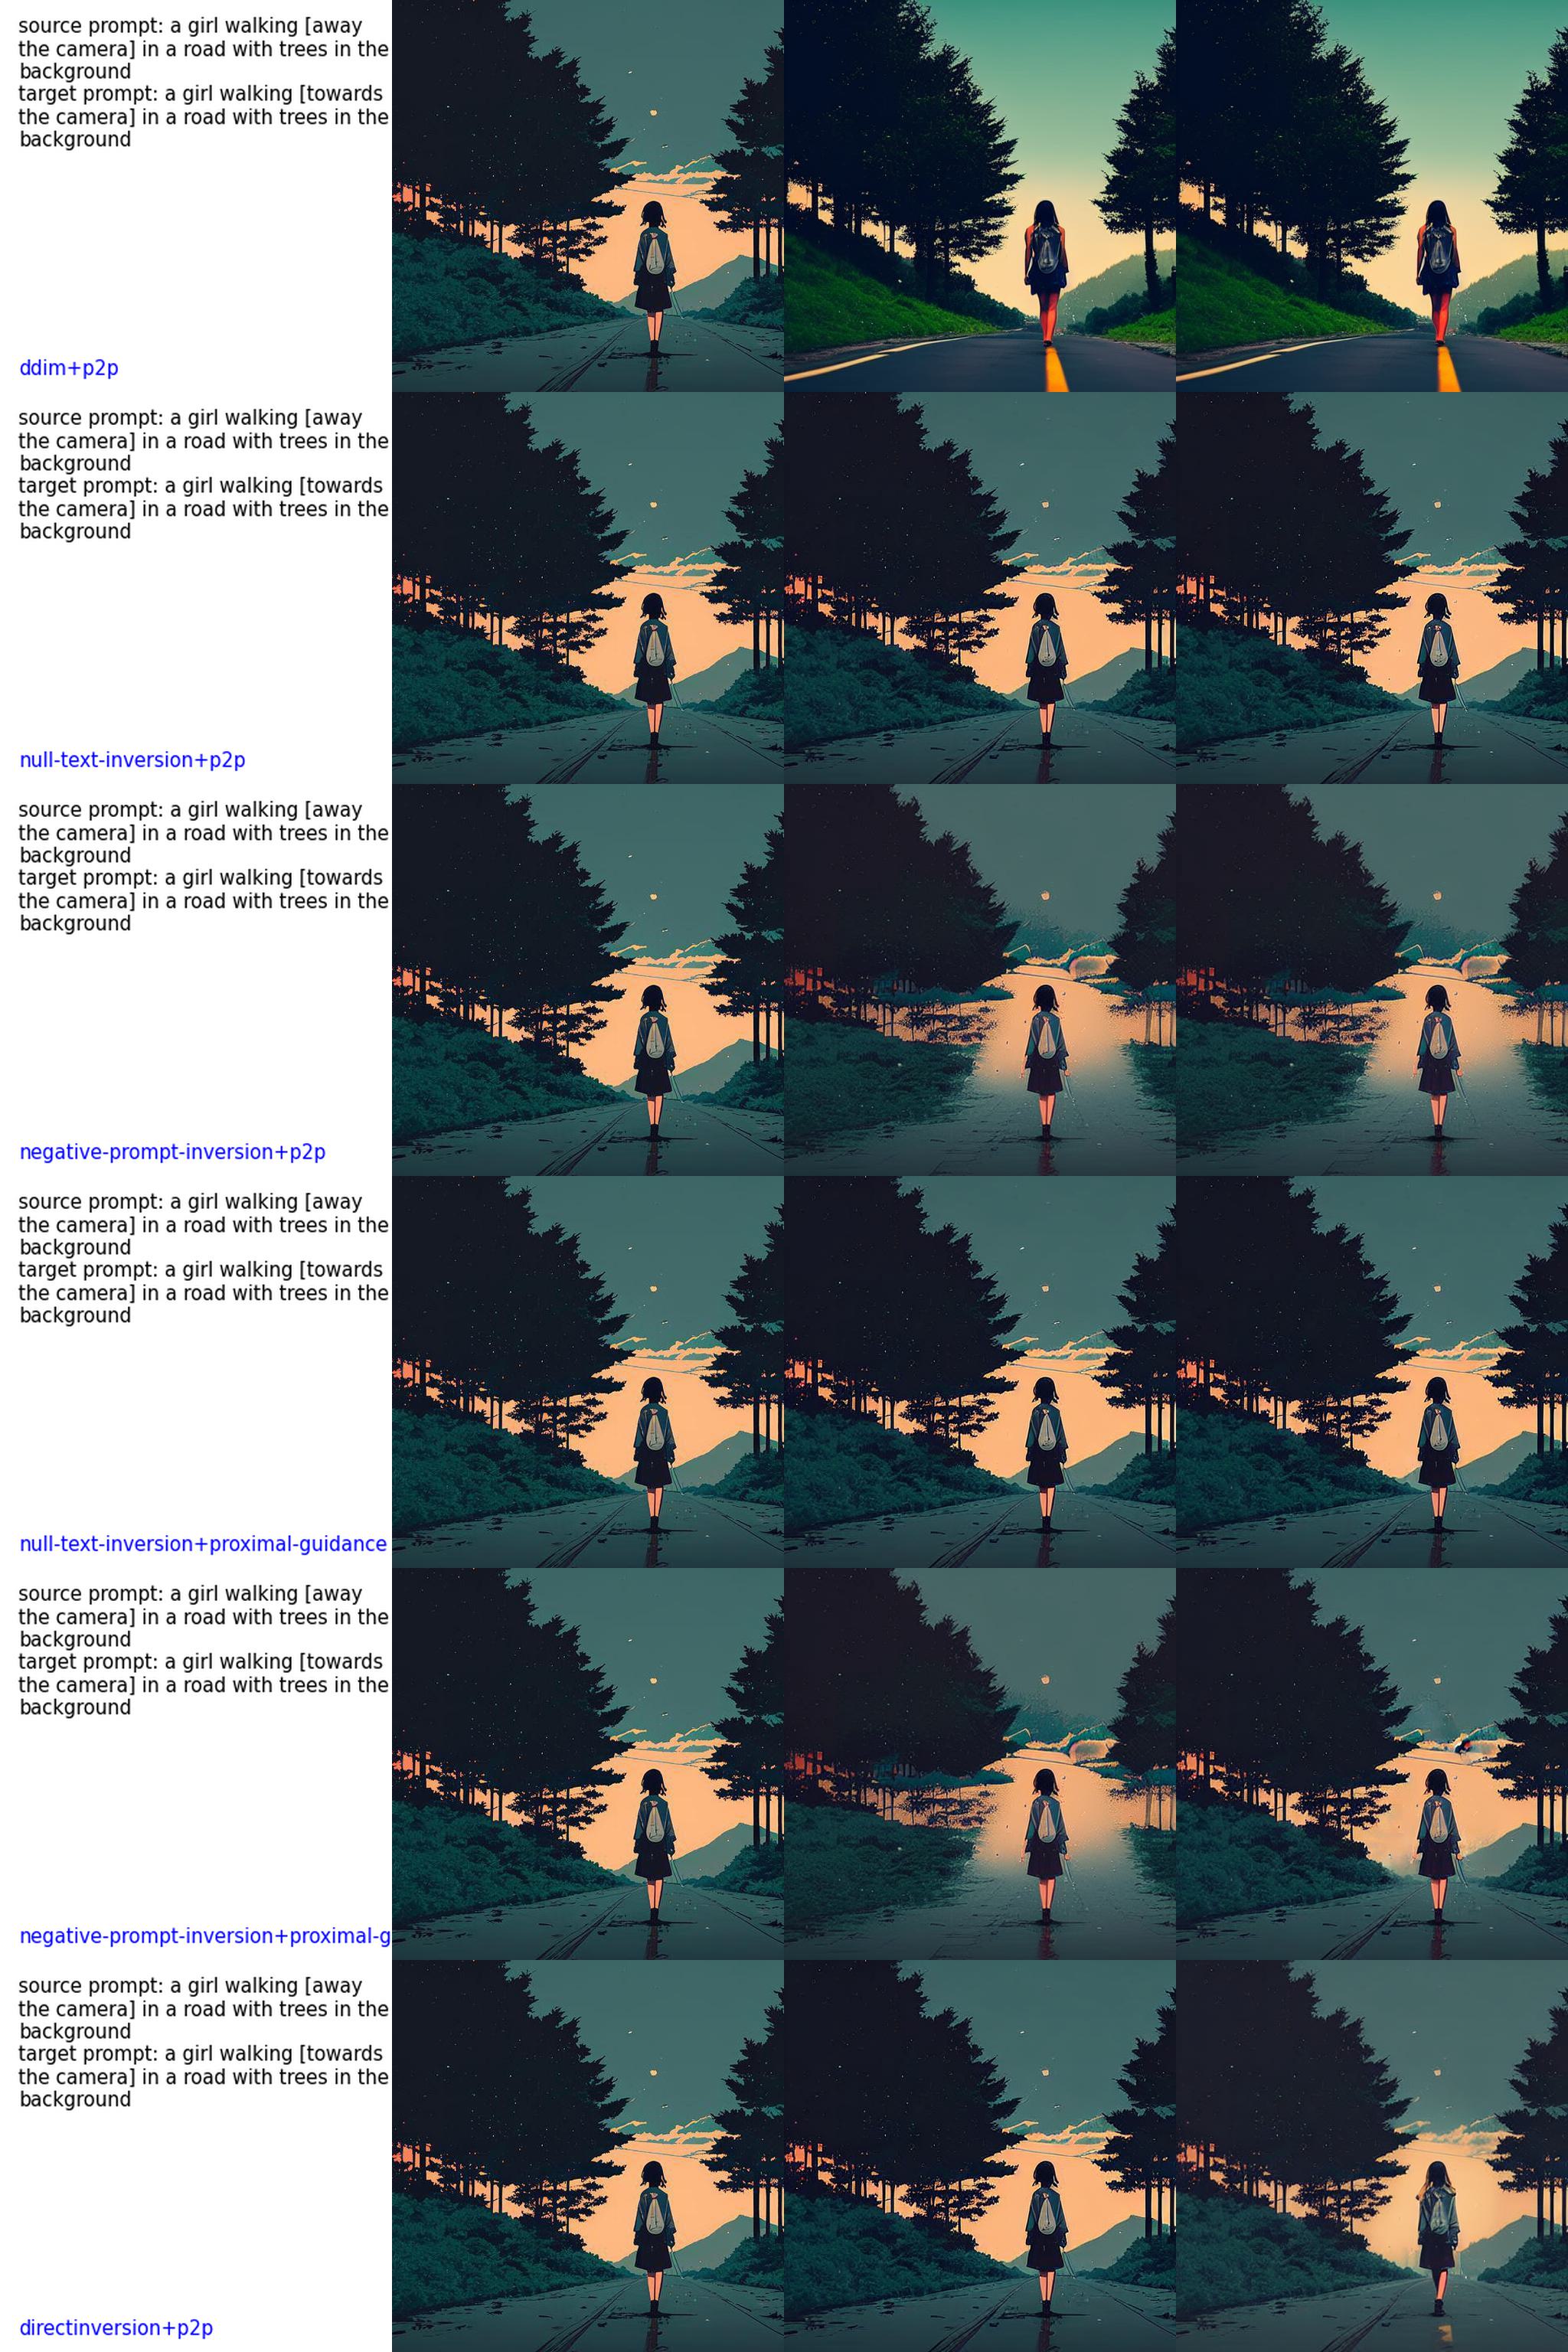 source prompt: a girl walking [away
the camera] in a road with trees in the
background
target prompt: a girl walking [towards
the camera] in a road with trees in the
background
ddim+p2p
source prompt: a girl walking [away
the camera] in a road with trees in the
background
target prompt: a girl walking [towards
the camera] in a road with trees in the
background
null-text-inversion+p2p
source prompt: a girl walking [away
the camera] in a road with trees in the
background
target prompt: a girl walking [towards
the camera] in a road with trees in the
background
negative-prompt-inversion+p2p
source prompt: a girl walking [away
the camera] in a road with trees in the
background
target prompt: a girl walking [towards
the camera] in a road with trees in the
background
null-text-inversion+proximal-guidance
source prompt: a girl walking [away
the camera] in a road with trees in the
background
target prompt: a girl walking [towards
the camera] in a road with trees in the
background
negative-prompt-inversion+proximal-g
source prompt: a girl walking [away
the camera] in a road with trees in the
background
target prompt: a girl walking [towards
the camera] in a road with trees in the
background
directinversion+p2p